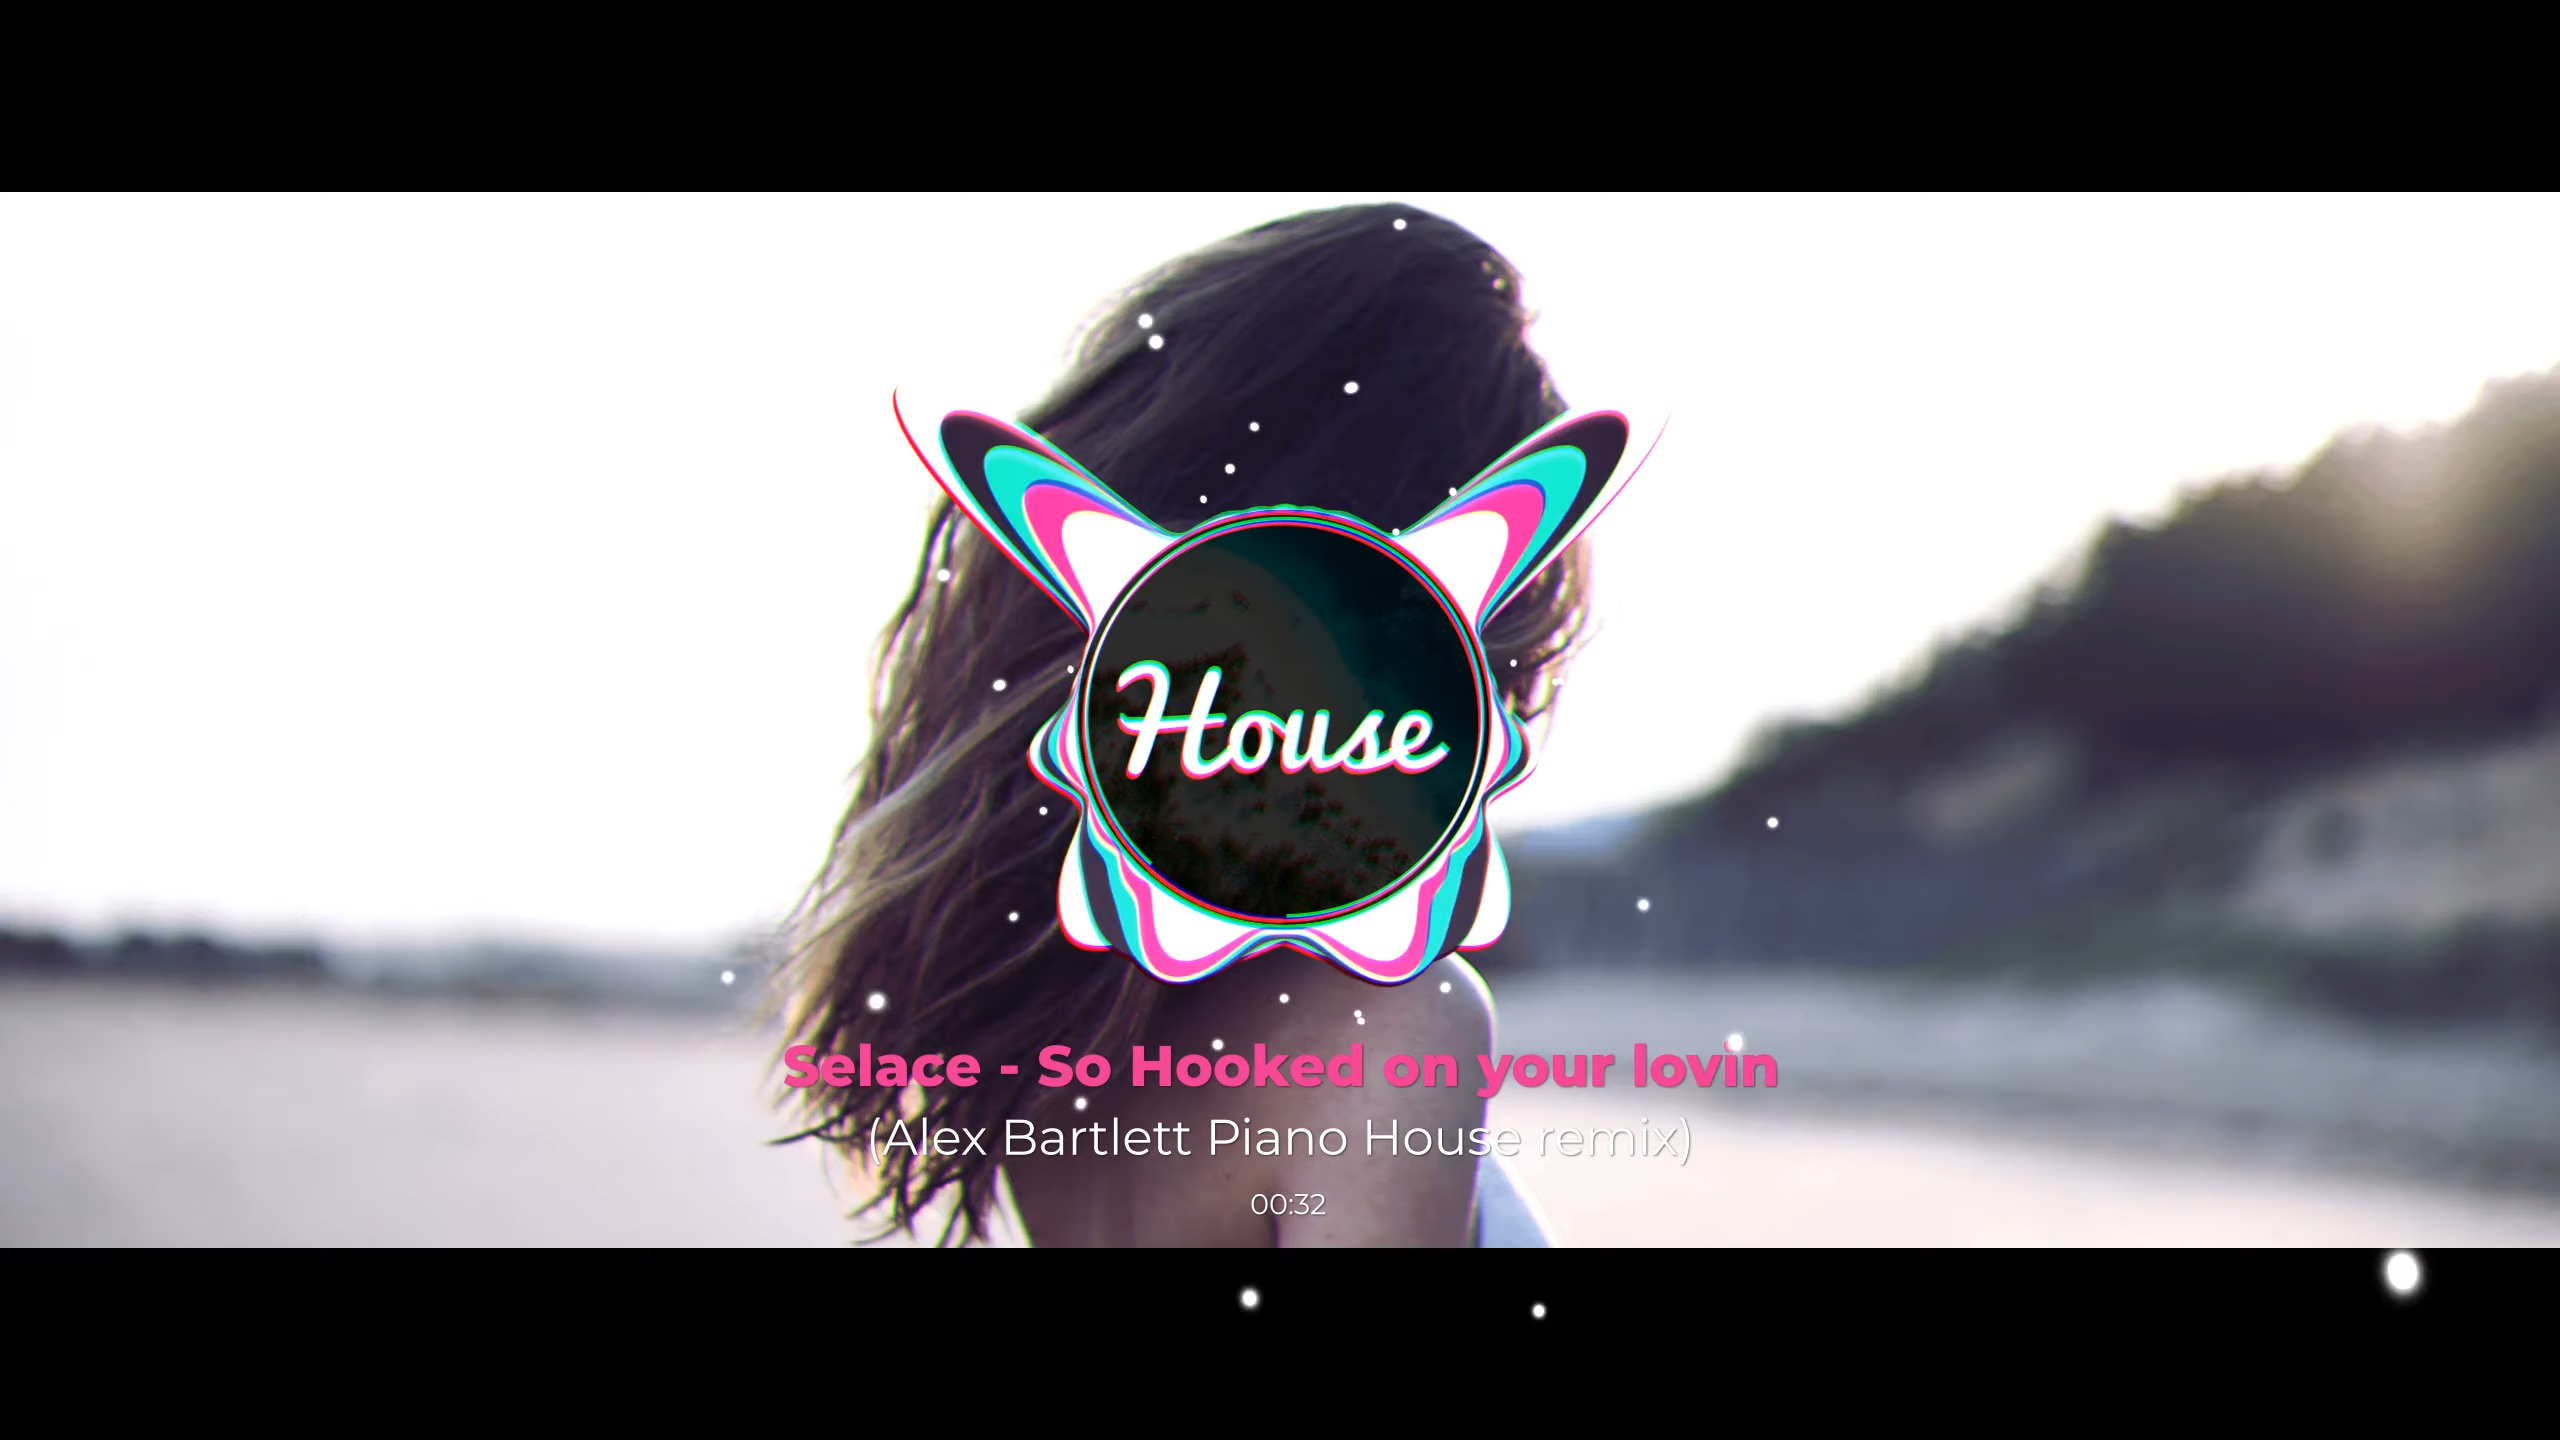 House
Selace - So Hooked on your lovin
(Alex Bartlett Piano House remix)
00:32